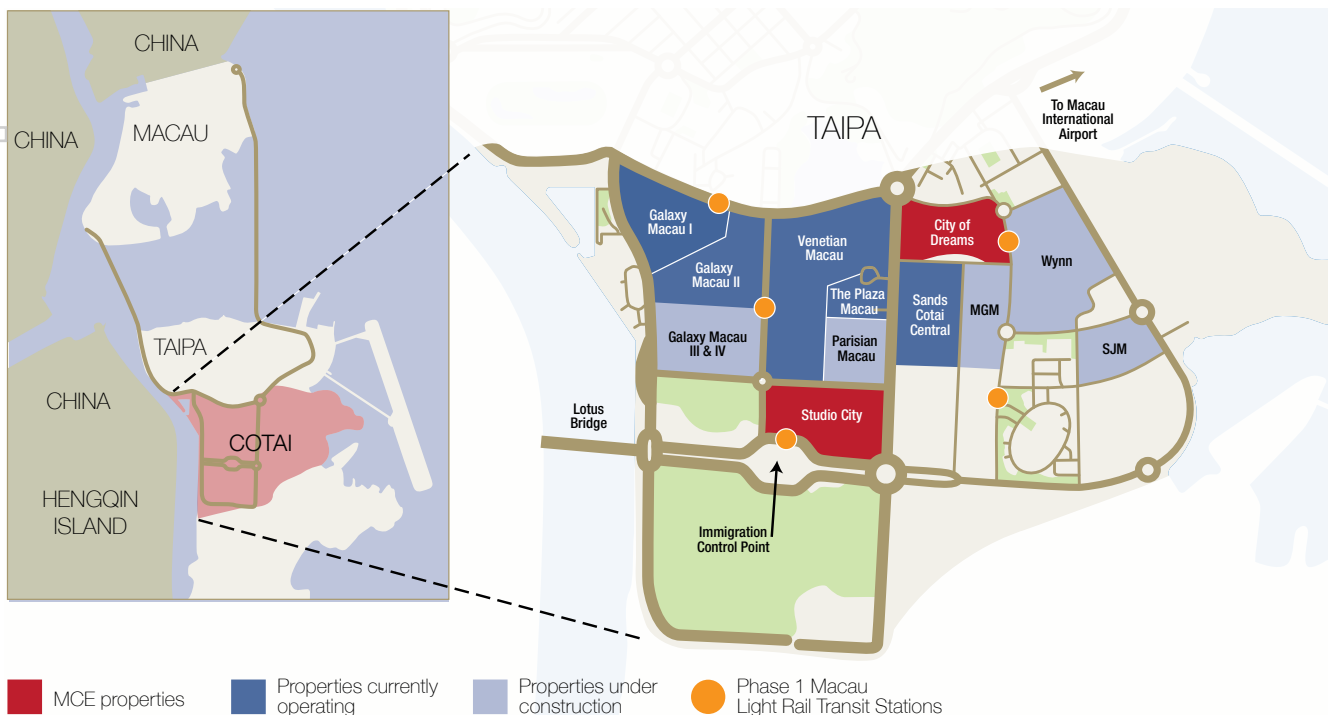 CHINA
MACAU
CHINA
TAIPA
CHINA
COTAI
HENGQIN
ISLAND
TAIPA
To Macau
International
Airport
Galaxy
Macau I
Galaxy
Macau II
Galaxy Macau
III & IV
Venetian
Macau
The Plaza
Macau
Parisian
Macau
City of
Dreams
Sands
Cotai
Central
MGM
Wynn
SJM
Studio City
Lotus
Bridge
Immigration
Control Point
MCE properties
Properties currently
operating
Properties under
construction
Phase 1 Macau
Light Rail Transit Stations